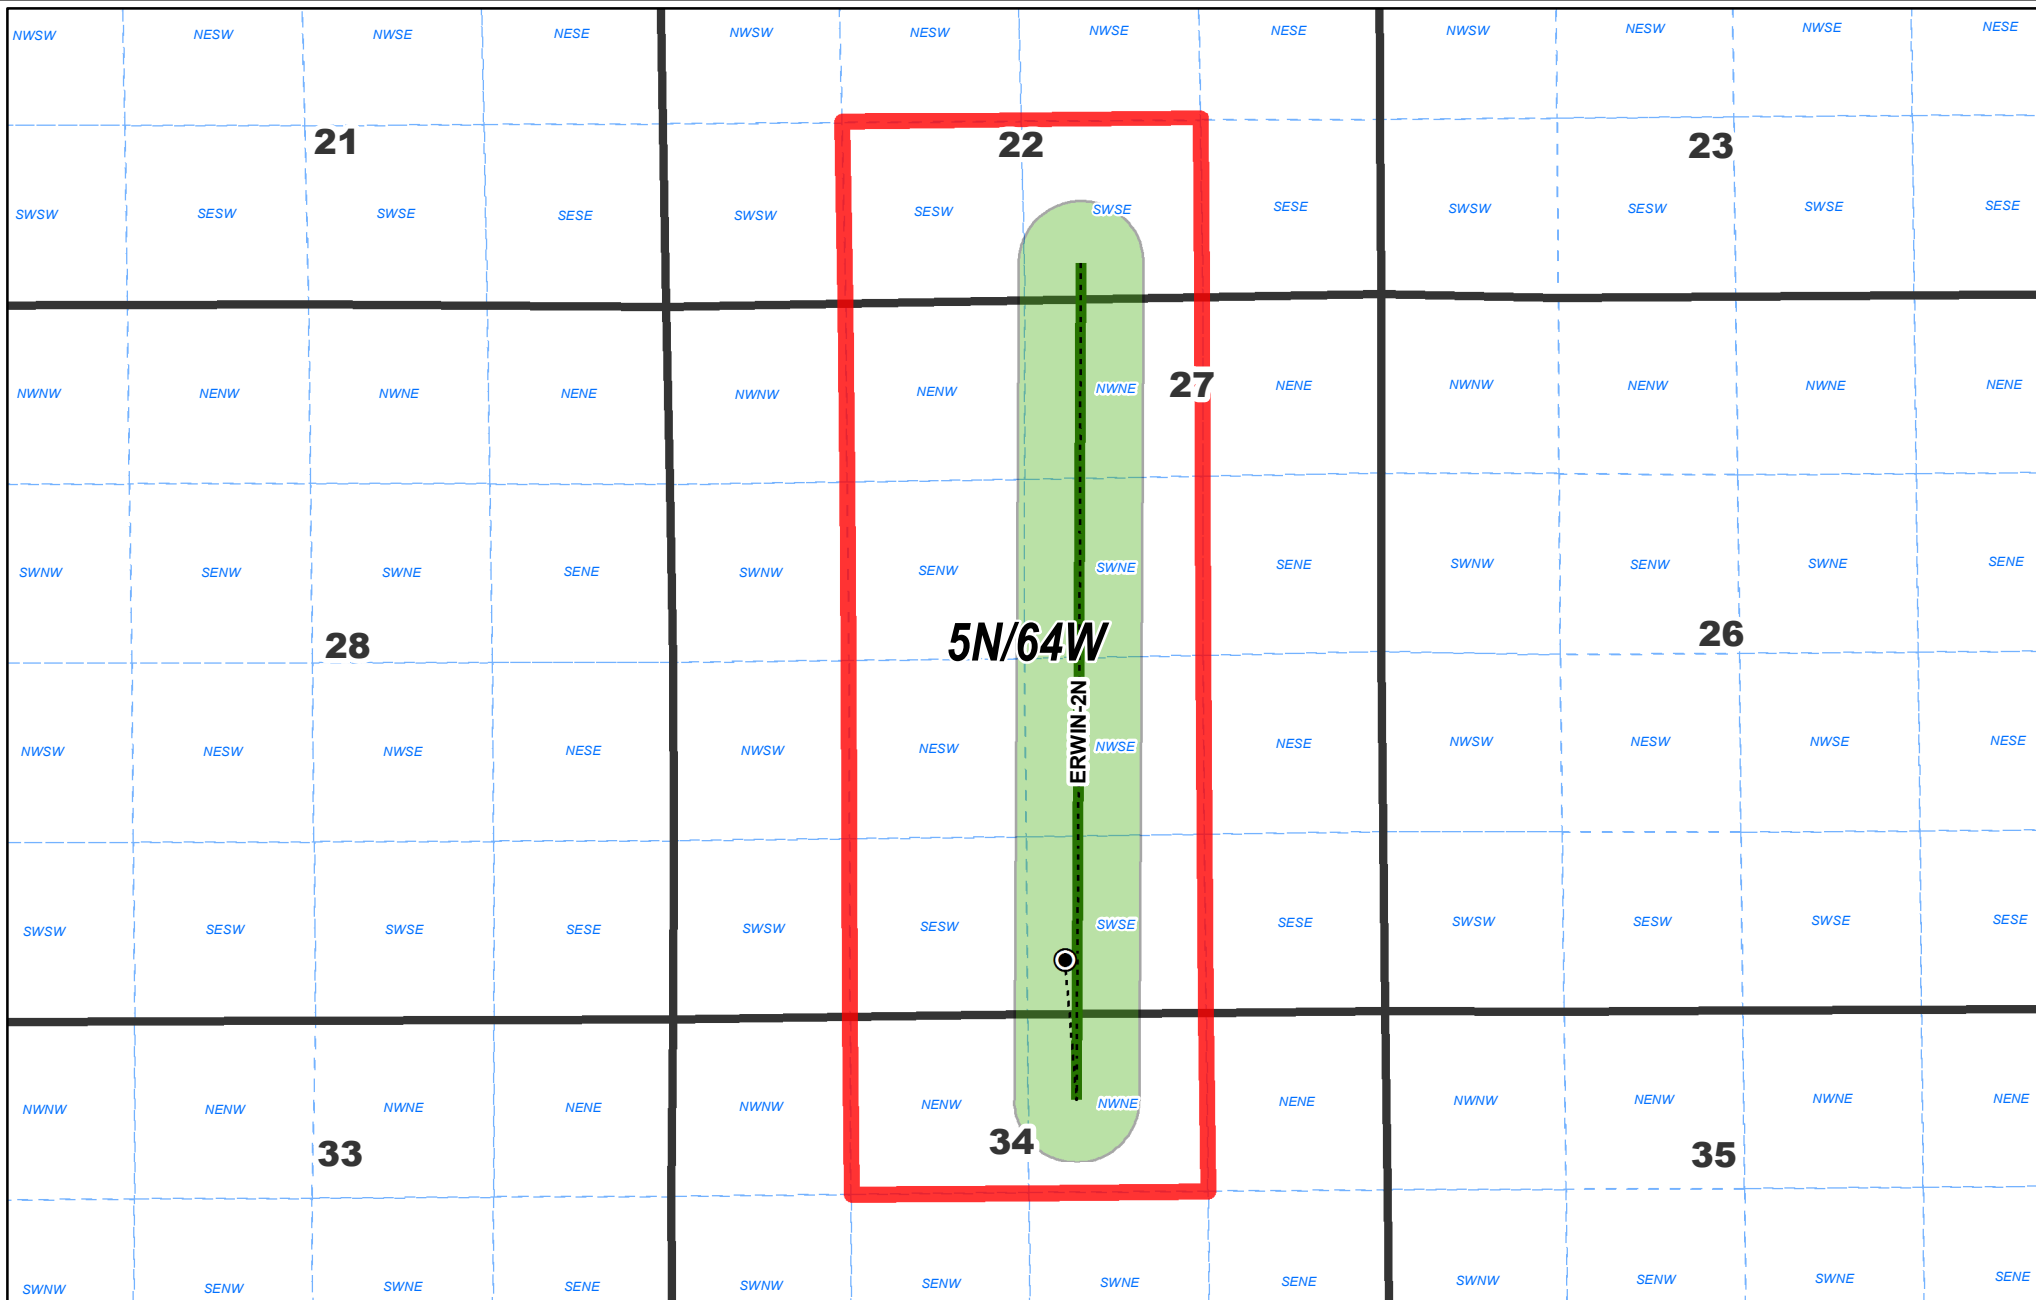 NWSW NESW NWSE NESE NWSW NESW NWSE NESE NWSW NESW NWSE NESE
21 22 23
SWSW SESW SWSE SESE SWSW SESW SWSE SESE SWSW SESW SWSE SESE
27
NWNW NENW NWNE NENE NWNW NENW NWNE NENE NWNW NENW NWNE NENE
SWNW SENW SWNE SENE SWNW SENW SWNE SENE SWNW SENW SWNE SENE
28 5N/64W 26
ERWIN-2N
NWSW NESW NWSE NESE NWSW NESW NWSE NESE NWSW NESW NWSE NESE
SWSW SESW SWSE SESE SWSW SESW SWSE SESE SWSW SESW SWSE SESE
NWNW NENW NWNE NENE NWNW NENW NWNE NENE NWNW NENW NWNE NENE
33 34 35
SWNW SENW SWNE SENE SWNW SENW SWNE SENE SWNW SENW SWNE SENE